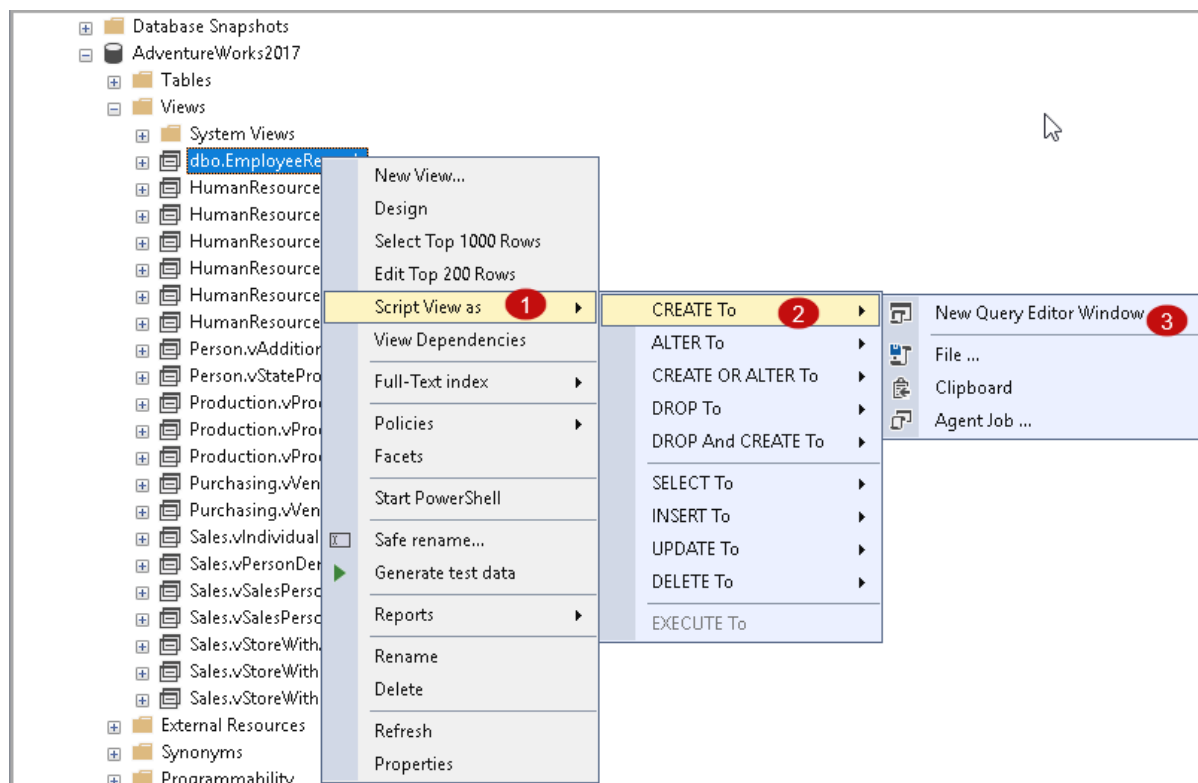 Database Snapshots
AdventureWorks2017
Tables
Views
System Views
dbo.EmployeeRe
HumanResource
HumanResource
HumanResource
HumanResource
HumanResource
HumanResource
Person.vAddition
Person.vStatePro
Production.vPro
Production.vPro
Production.vPro
Purchasing.vVen
Purchasing.vVen
Sales.vIndividual
Sales.vPersonDer
Sales.vSalesPerso
Sales.vSalesPerso
Sales.vStoreWith
Sales.vStoreWith
Sales.vStoreWith
External Resources
Synonyms
Programmability
New View...
Design
Select Top 1000 Rows
Edit Top 200 Rows
Script View as 1
View Dependencies
Full-Text index
Policies
Facets
Start PowerShell
Safe rename...
Generate test data
Reports
Rename
Delete
Refresh
Properties
CREATE To 2
ALTER To
CREATE OR ALTER To
DROP To
DROP And CREATE To
SELECT To
INSERT To
UPDATE To
DELETE To
EXECUTE To
New Query Editor Window 3
File ...
Clipboard
Agent Job ...